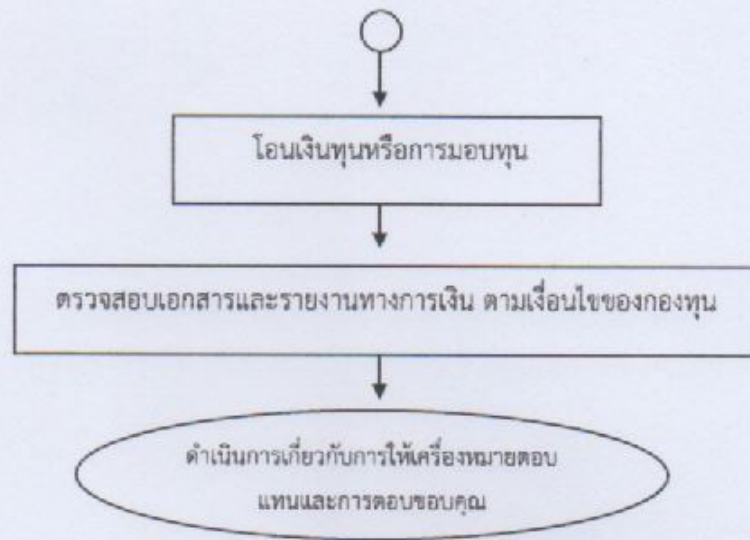 โอนเงินทุนหรือการมอบทุน
ตรวจสอบเอกสารและรายงานทางการเงิน ตามเงื่อนไขของกองทุน
ดำเนินการเกี่ยวกับการให้เครื่องหมายตอบ
แทนและการตอบขอบคุณ